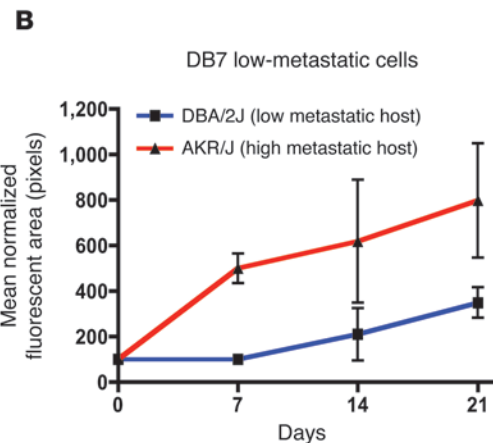 B
DB7 low-metastatic cells
DBA/2J (low metastatic host)
AKR/J (high metastatic host)
Mean normalized
fluorescent area (pixels)
1,200
1,000
800
600
400
200
0
0 7 14 21
Days